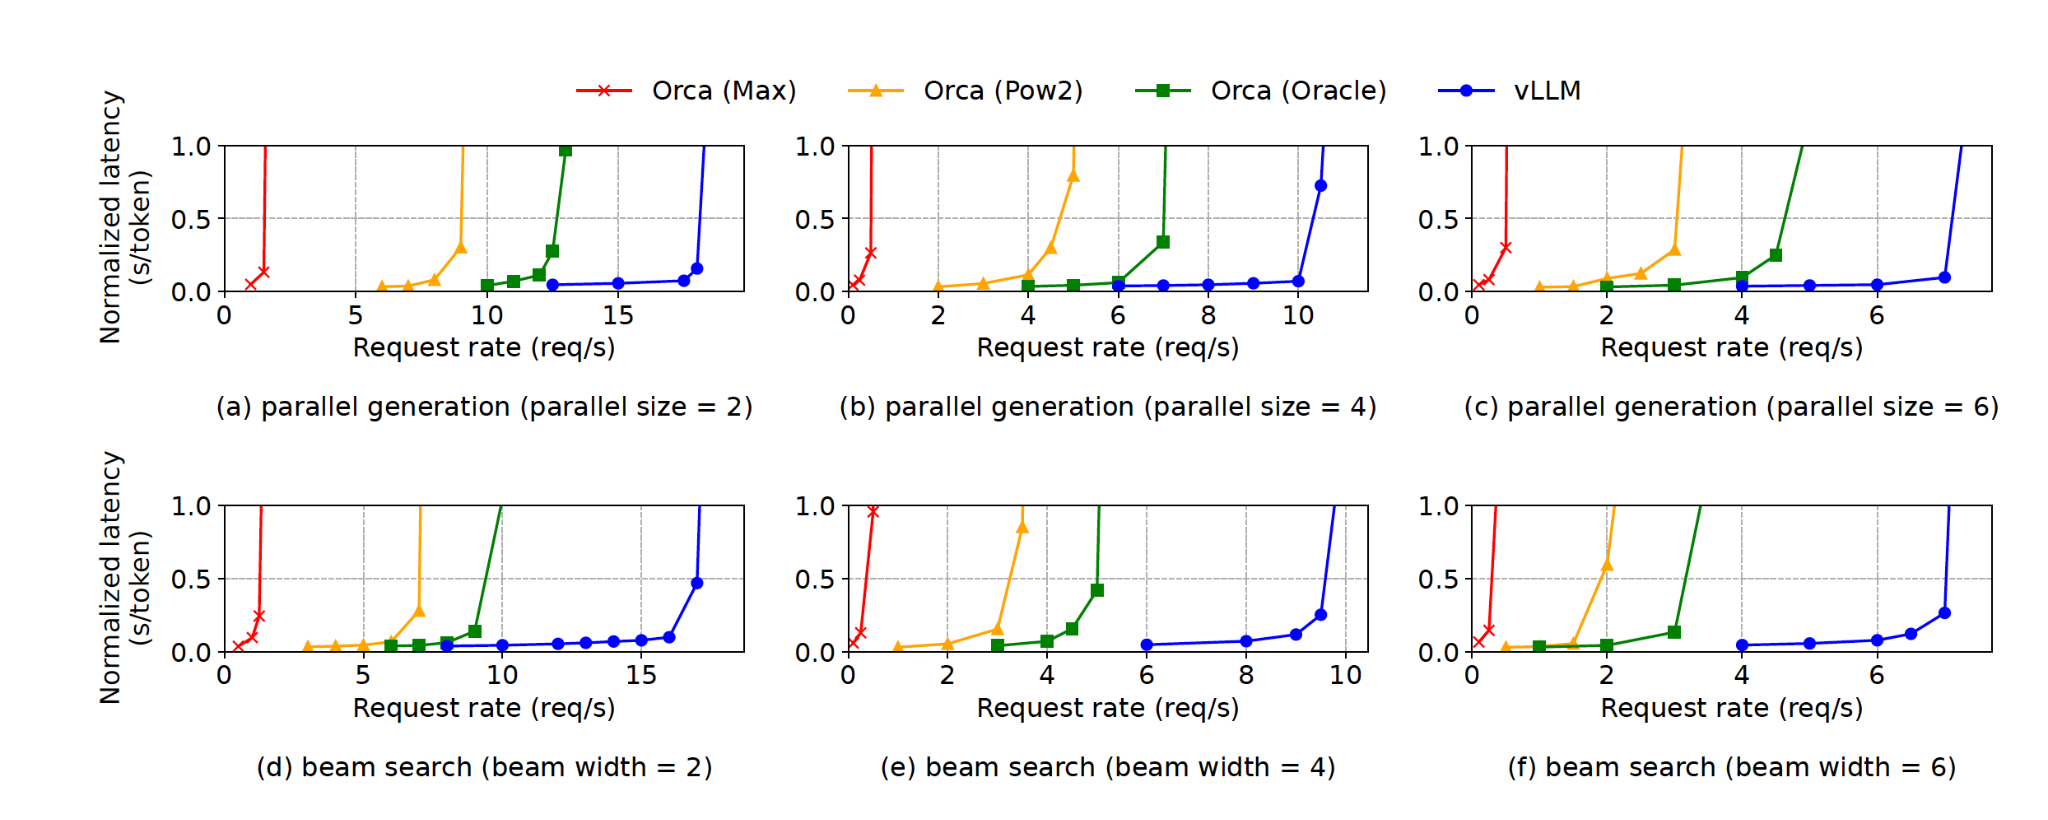 Orca (Max) Orca (Pow2) Orca (Oracle) vLLM
Normalized latency
(s/token)
1.0
0.5
0.0
0 5 10 15
Request rate (req/s)
(a) parallel generation (parallel size = 2)
1.0
0.5
0.0
0 2 4 6 8 10
Request rate (req/s)
(b) parallel generation (parallel size = 4)
1.0
0.5
0.0
0 2 4 6
Request rate (req/s)
(c) parallel generation (parallel size = 6)
Normalized latency
(s/token)
1.0
0.5
0.0
0 5 10 15
Request rate (req/s)
(d) beam search (beam width = 2)
1.0
0.5
0.0
0 2 4 6 8 10
Request rate (req/s)
(e) beam search (beam width = 4)
1.0
0.5
0.0
0 2 4 6
Request rate (req/s)
(f) beam search (beam width = 6)